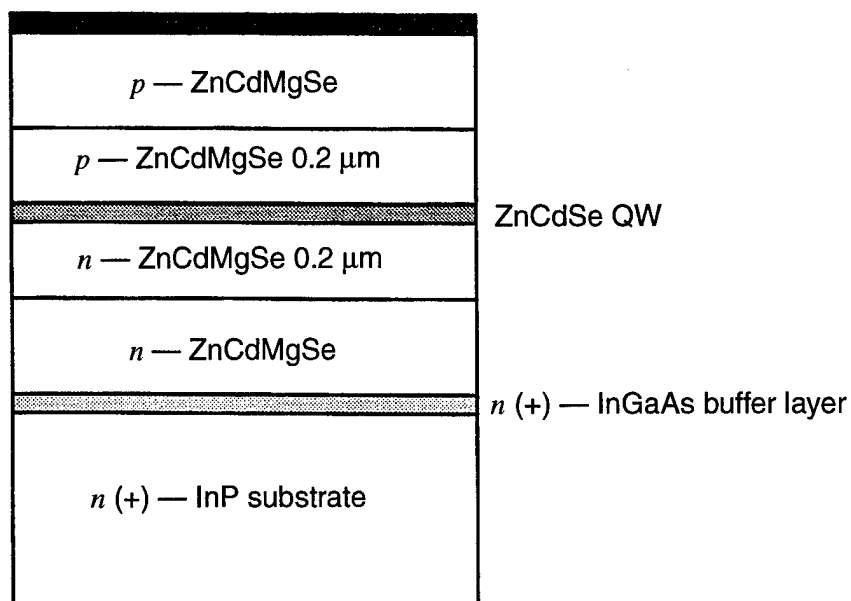 p — ZnCdMgSe
p — ZnCdMgSe 0.2 μm
ZnCdSe QW
n — ZnCdMgSe 0.2 μm
n — ZnCdMgSe
n (+) — InGaAs buffer layer
n (+) — InP substrate